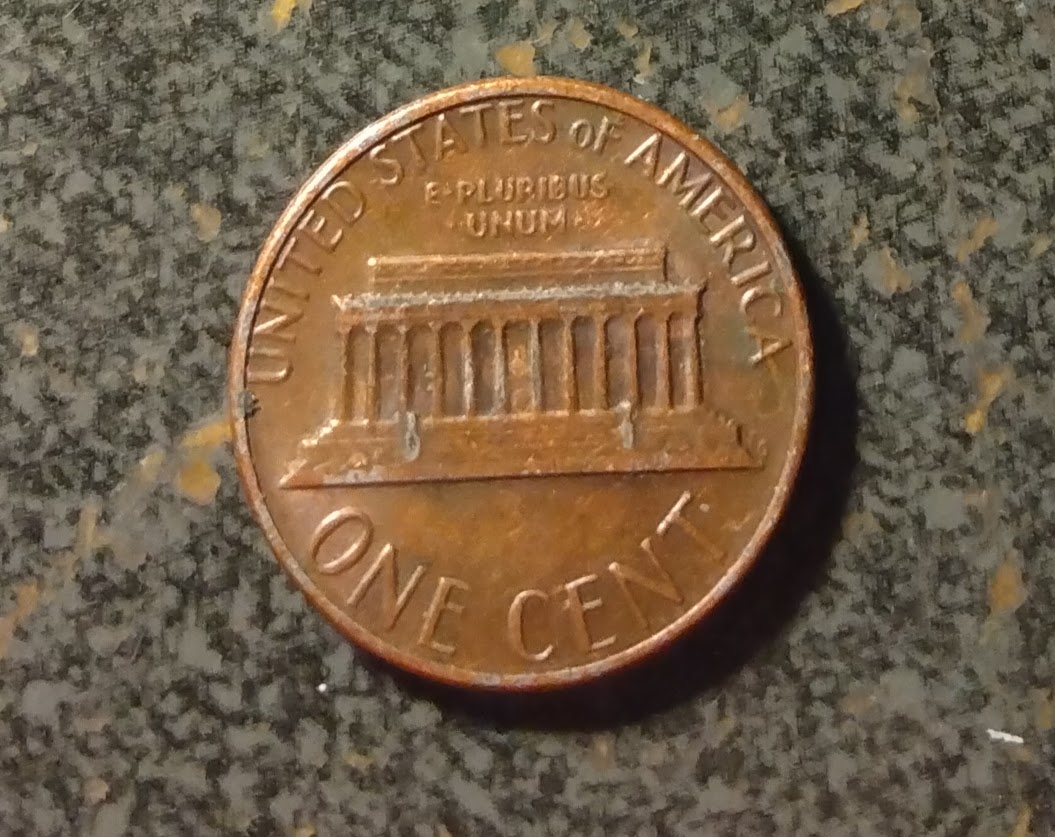 UNITED STATES OF AMERICA
E·PLURIBUS
·UNUM·
ONE CENT